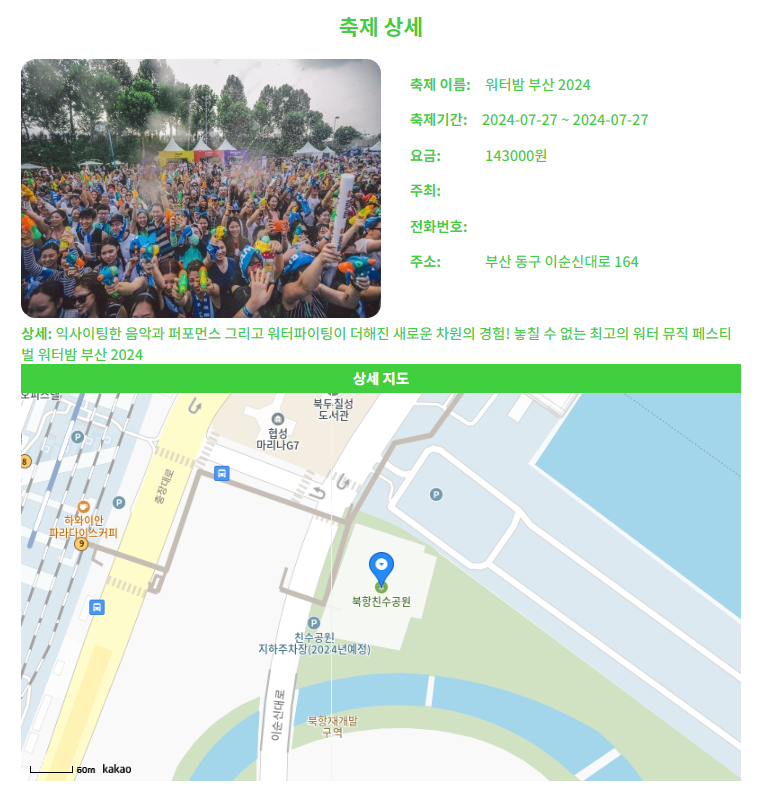 축제 상세
축제 이름: 워터밤 부산 2024
축제기간: 2024-07-27 ~ 2024-07-27
요금: 143000원
주최:
전화번호:
주소: 부산 동구 이순신대로 164
상세: 익사이팅한 음악과 퍼포먼스 그리고 워터파이팅이 더해진 새로운 차원의 경험! 놓칠 수 없는 최고의 워터 뮤직 페스티
벌 워터밤 부산 2024
상세 지도
오피스텔
북두칠성
도서관
협성
마리나G7
P
8
충장대로
P
P
하와이안
파라다이스커피
9
북항친수공원
P
친수공원
지하주차장(2024년예정)
이순신대로
북항재개발
구역
60m kakao